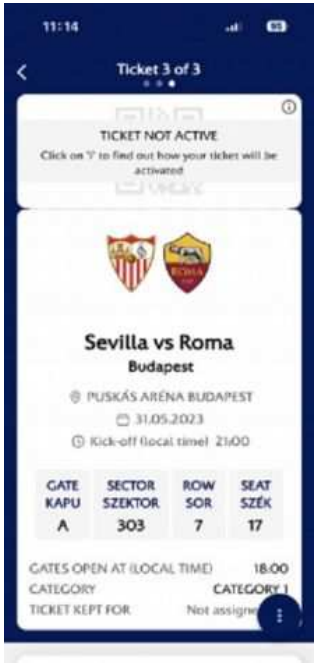 11:14
95
Ticket 3 of 3
TICKET NOT ACTIVE
Click on 'i' to find out how your ticket will be
activated
ROMA
Sevilla vs Roma
Budapest
PUSKÁS ARÉNA BUDAPEST
31.05.2023
Kick-off (local time) 21:00
GATE SECTOR ROW SEAT
KAPU SZEKTOR SOR SZÉK
A 303 7 17
GATES OPEN AT (LOCAL TIME) 18:00
CATEGORY CATEGORY 1
TICKET KEPT FOR Not assigne